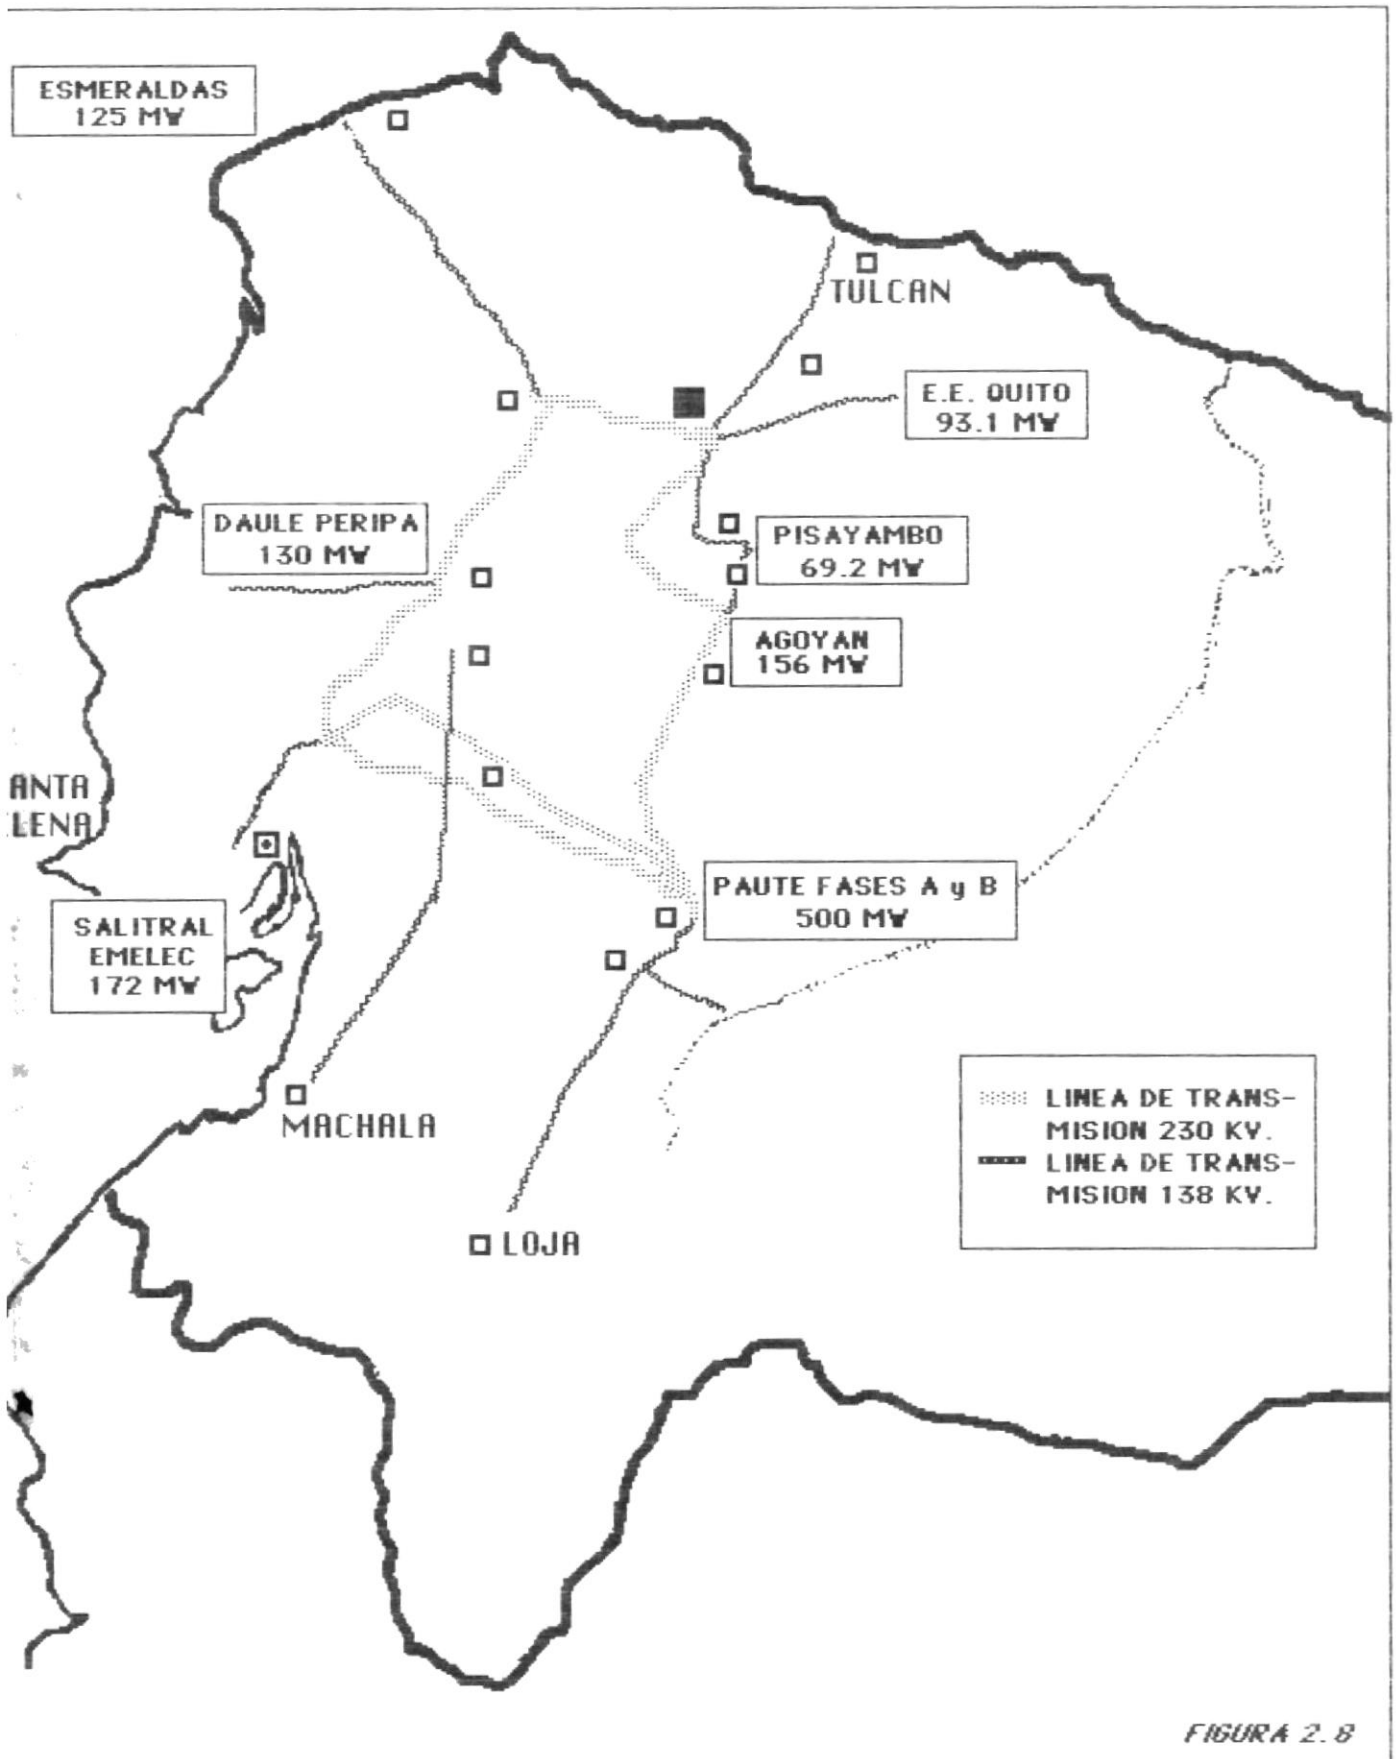 ESMERALDAS
125 MW
TULCAN
E.E. QUITO
93.1 MW
DAULE PERIPA
130 MW
PISAYAMBO
69.2 MW
AGOYAN
156 MW
ANTA
LENA
PAUTE FASES A y B
500 MW
SALITRAL
EMELEC
172 MW
MACHALA
LINEA DE TRANS-
MISION 230 KV.
LINEA DE TRANS-
MISION 138 KV.
LOJA
FIGURA 2.8